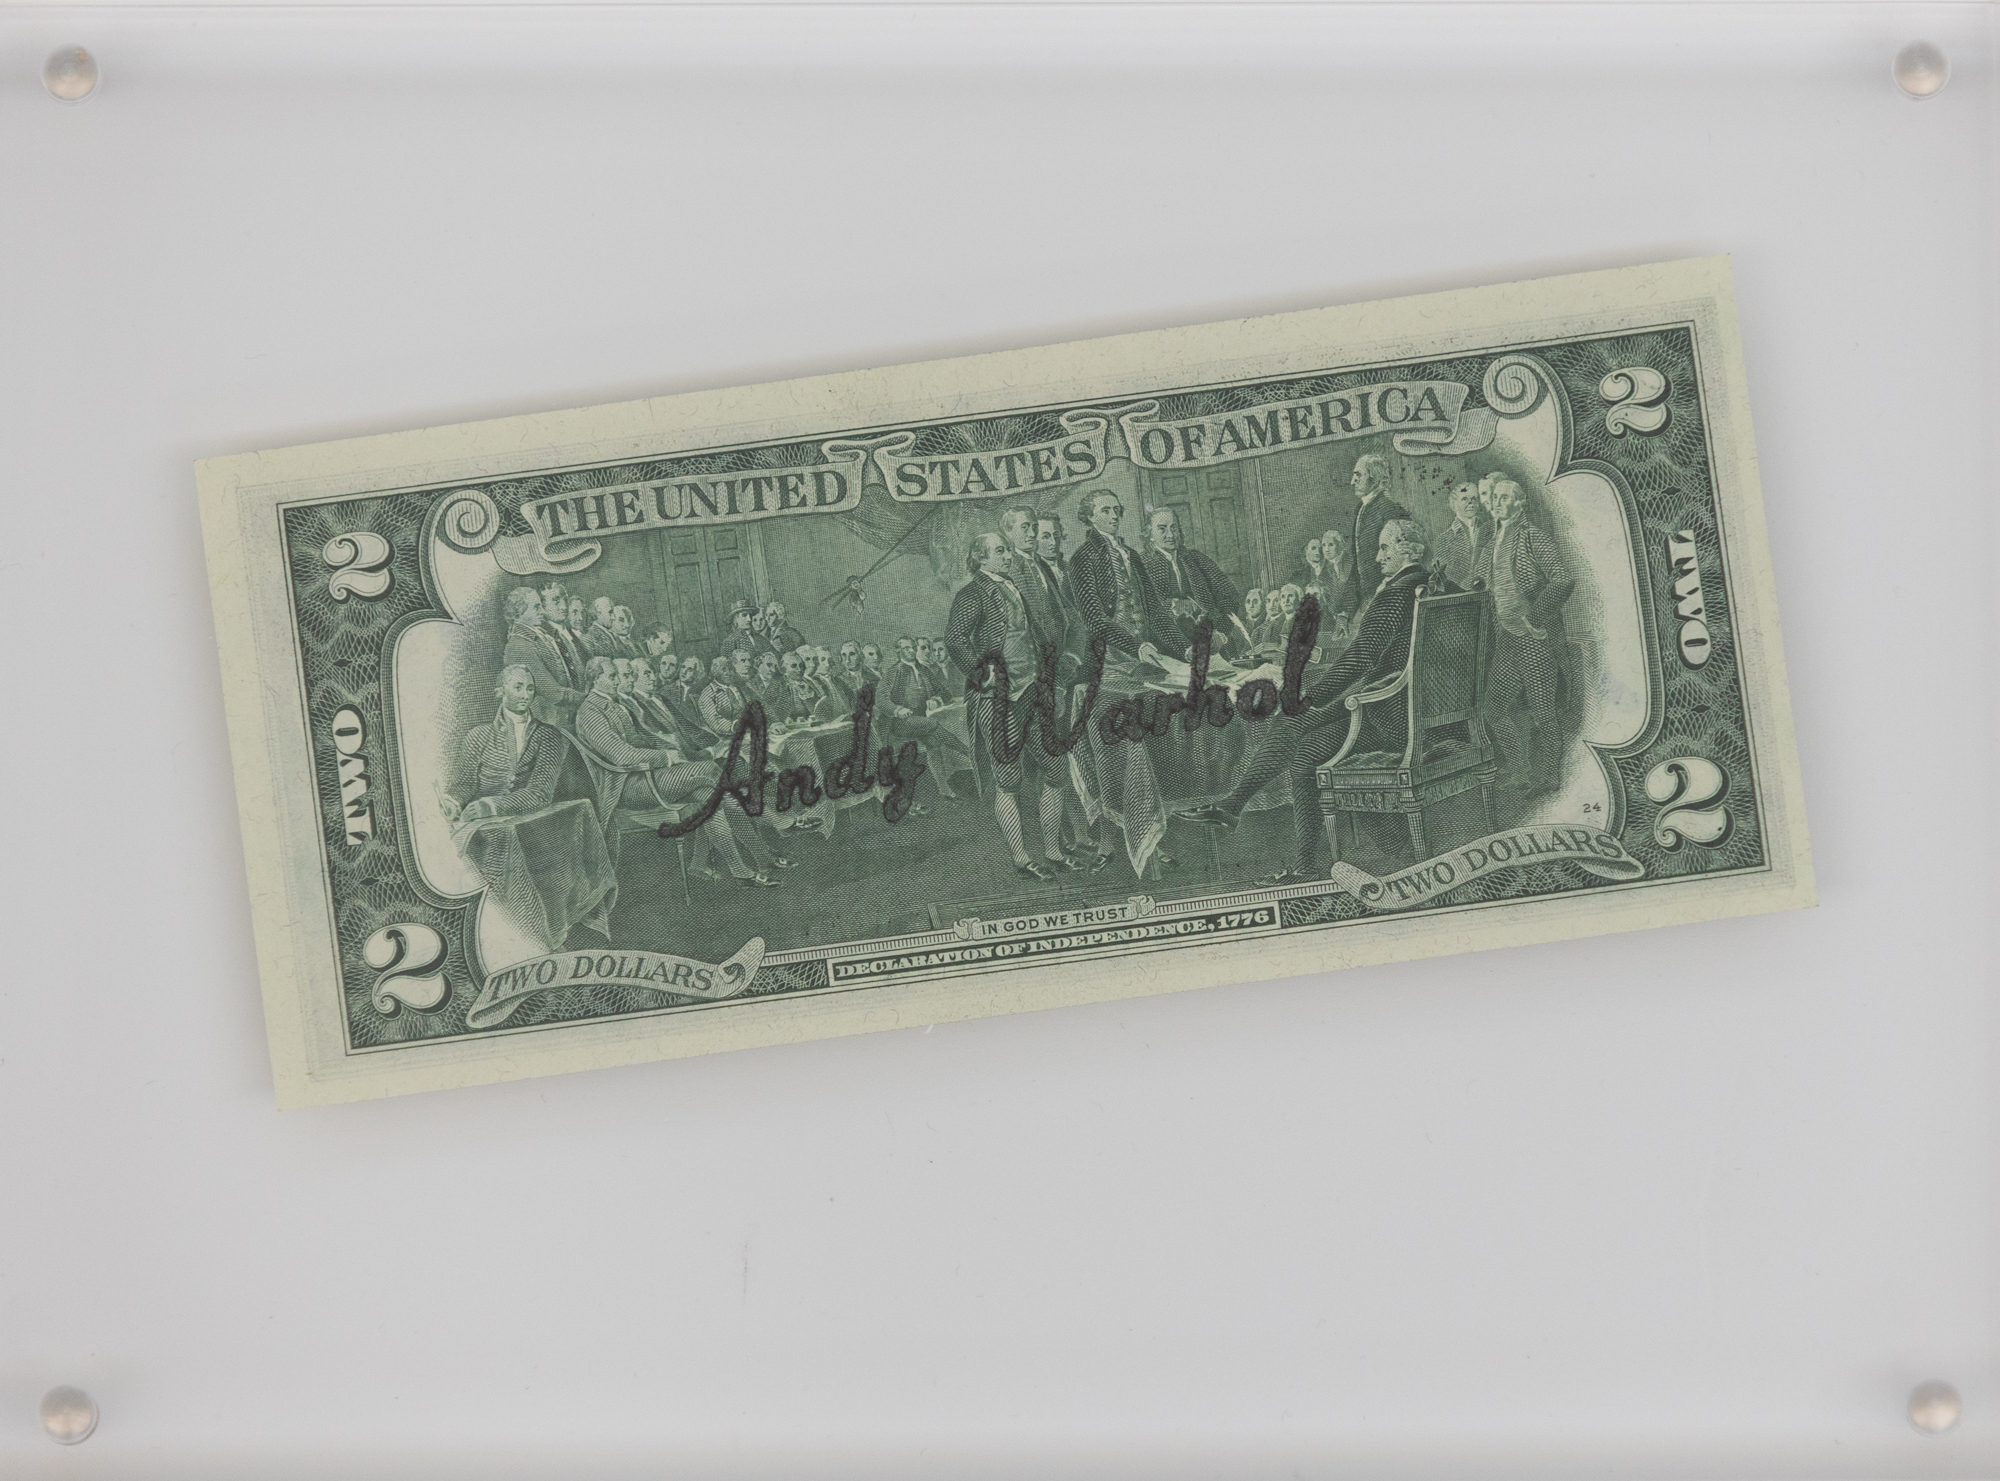 THE UNITED STATES OF AMERICA
2
2
TWO
TWO
Andy Warhol
24
2
2
TWO DOLLARS
TWO DOLLARS
IN GOD WE TRUST
DECLARATION OF INDEPENDENCE, 1776